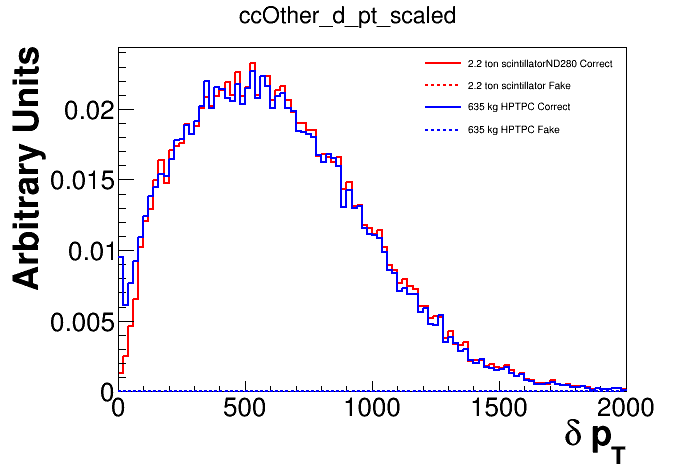 ccOther_d_pt_scaled
Arbitrary Units
0.02
0.015
0.01
0.005
0
2.2 ton scintillatorND280 Correct
2.2 ton scintillator Fake
635 kg HPTPC Correct
635 kg HPTPC Fake
0 500 1000 1500 2000
δ pT